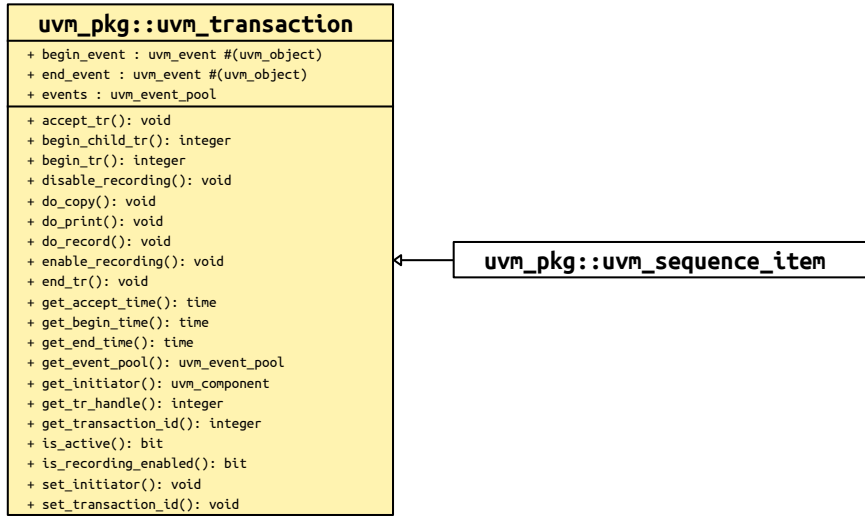 uvm_pkg::uvm_transaction
+ begin_event : uvm_event #(uvm_object)
+ end_event : uvm_event #(uvm_object)
+ events : uvm_event_pool
+ accept_tr(): void
+ begin_child_tr(): integer
+ begin_tr(): integer
+ disable_recording(): void
+ do_copy(): void
+ do_print(): void
+ do_record(): void
+ enable_recording(): void
+ end_tr(): void
+ get_accept_time(): time
+ get_begin_time(): time
+ get_end_time(): time
+ get_event_pool(): uvm_event_pool
+ get_initiator(): uvm_component
+ get_tr_handle(): integer
+ get_transaction_id(): integer
+ is_active(): bit
+ is_recording_enabled(): bit
+ set_initiator(): void
+ set_transaction_id(): void
uvm_pkg::uvm_sequence_item